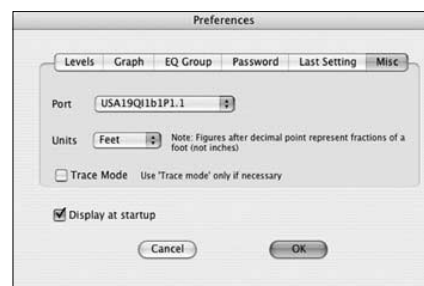 Preferences
Levels Graph EQ Group Password Last Setting Misc
Port USA19QI1b1P1.1
Units Feet Note: Figures after decimal point represent fractions of a
foot (not inches)
Trace Mode Use 'Trace mode' only if necessary
Display at startup
Cancel OK